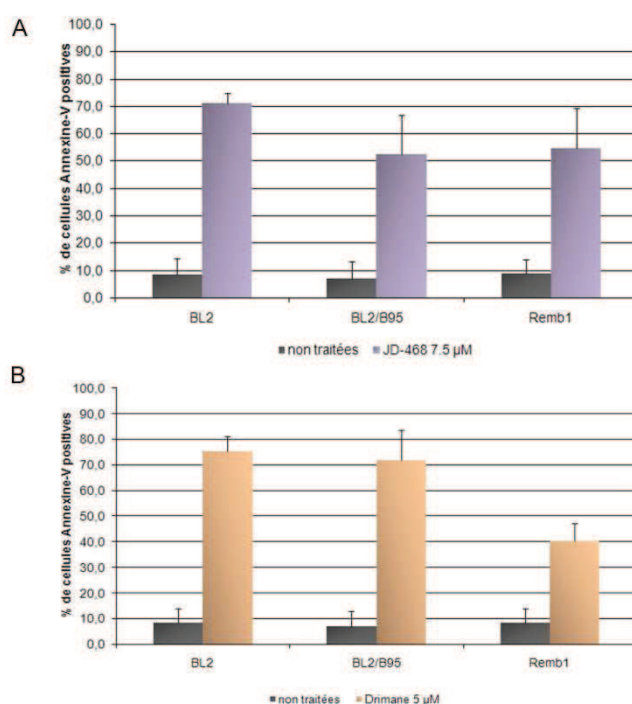 A
% de cellules Annexine-V positives
100,0
90,0
80,0
70,0
60,0
50,0
40,0
30,0
20,0
10,0
0,0
BL2 BL2/B95 Remb1
non traitées JD-468 7.5 µM
B
% de cellules Annexine-V positives
100,0
90,0
80,0
70,0
60,0
50,0
40,0
30,0
20,0
10,0
0,0
BL2 BL2/B95 Remb1
non traitées Drimane 5 µM